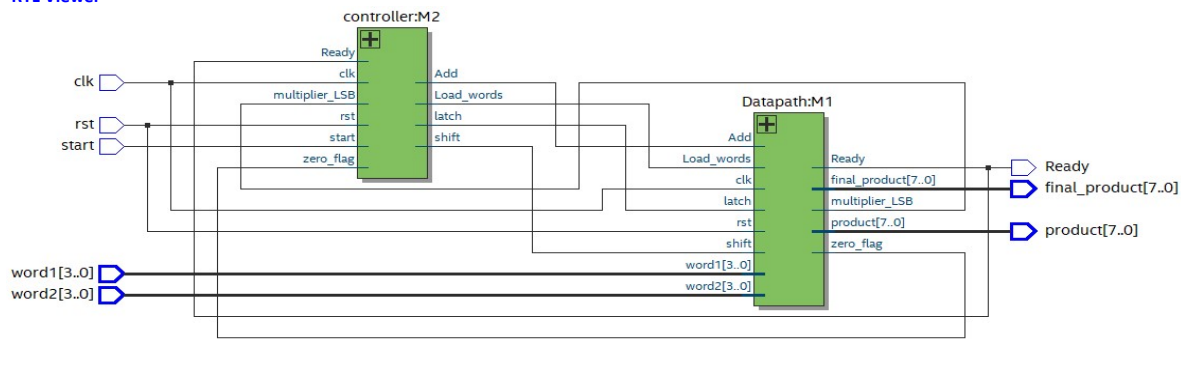 RTL Viewer
controller:M2
Ready
clk
multiplier_LSB
rst
start
zero_flag
Add
Load_words
latch
shift
clk
rst
start
word1[3..0]
word2[3..0]
Datapath:M1
Add
Load_words
clk
latch
rst
shift
word1[3..0]
word2[3..0]
Ready
final_product[7..0]
multiplier_LSB
product[7..0]
zero_flag
Ready
final_product[7..0]
product[7..0]